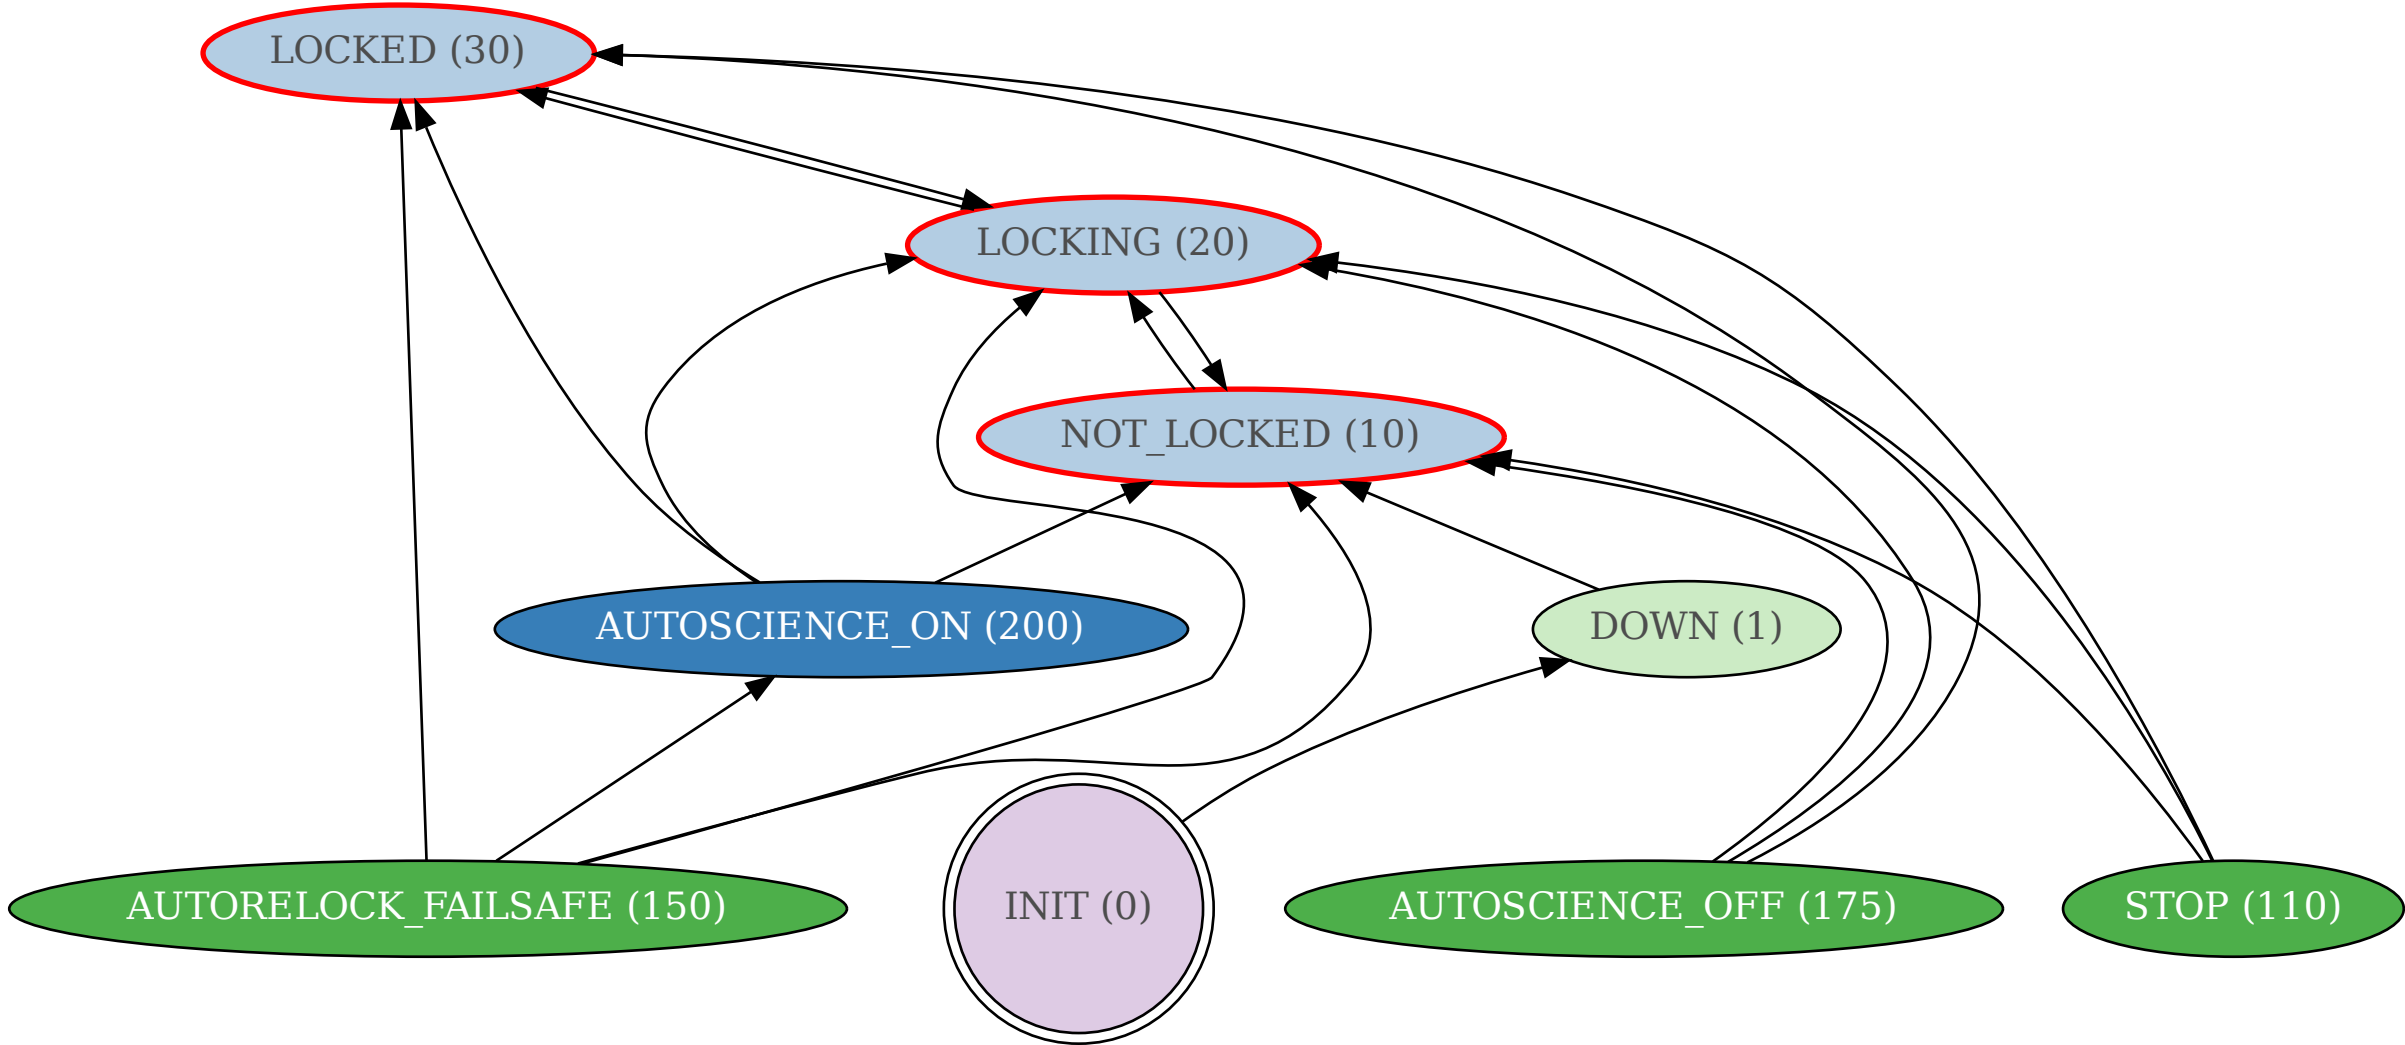 LOCKED (30)
LOCKING (20)
NOT_LOCKED (10)
AUTOSCIENCE_ON (200)
DOWN (1)
AUTORELOCK_FAILSAFE (150)
INIT (0)
AUTOSCIENCE_OFF (175)
STOP (110)